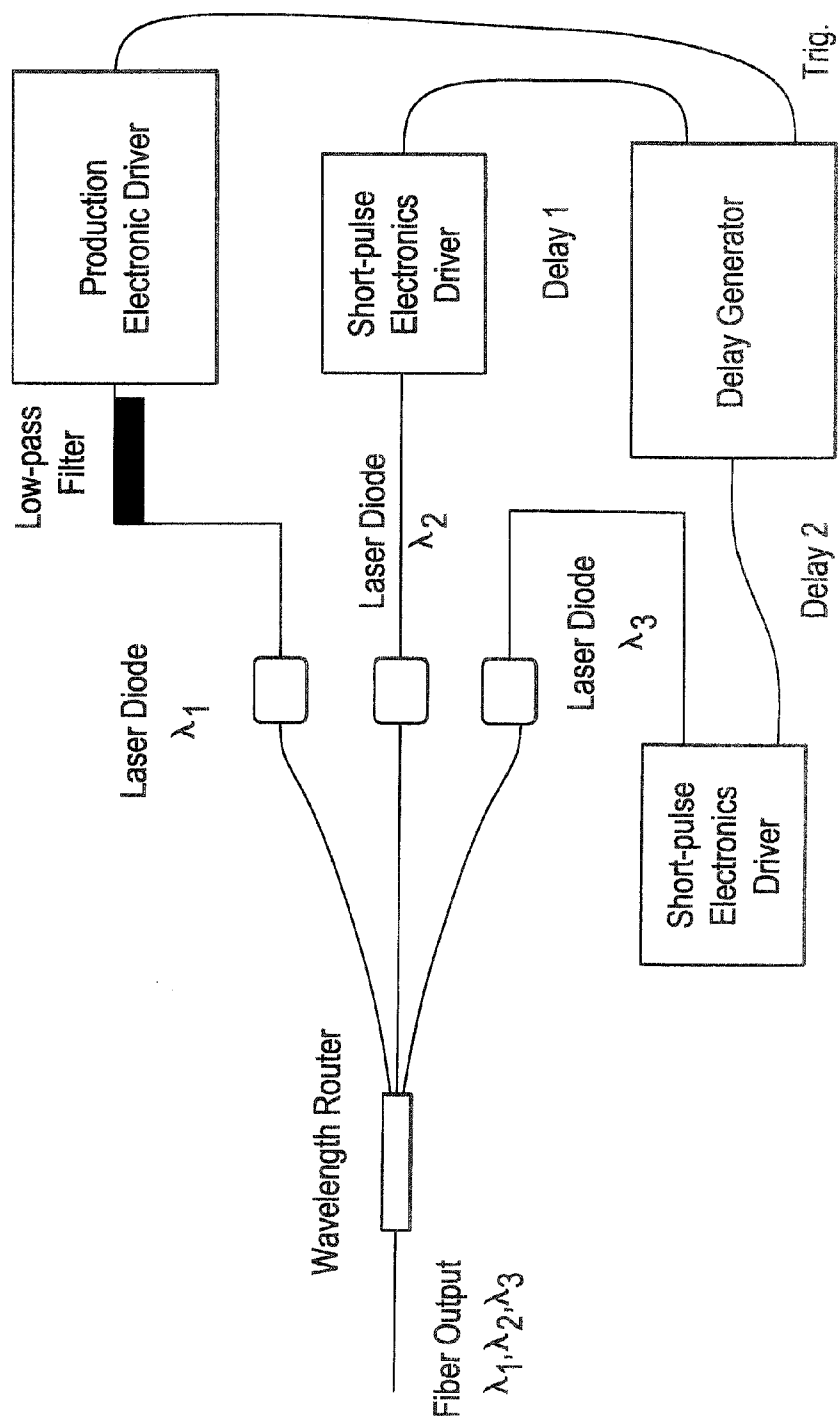 Production
Electronic Driver
Low-pass
Filter
Trig.
Short-pulse
Electronics
Driver
Delay 1
Laser Diode
λ2
Laser Diode
λ1
Delay Generator
Laser Diode
λ3
Delay 2
Short-pulse
Electronics
Driver
Wavelength Router
Fiber Output
λ1,λ2,λ3